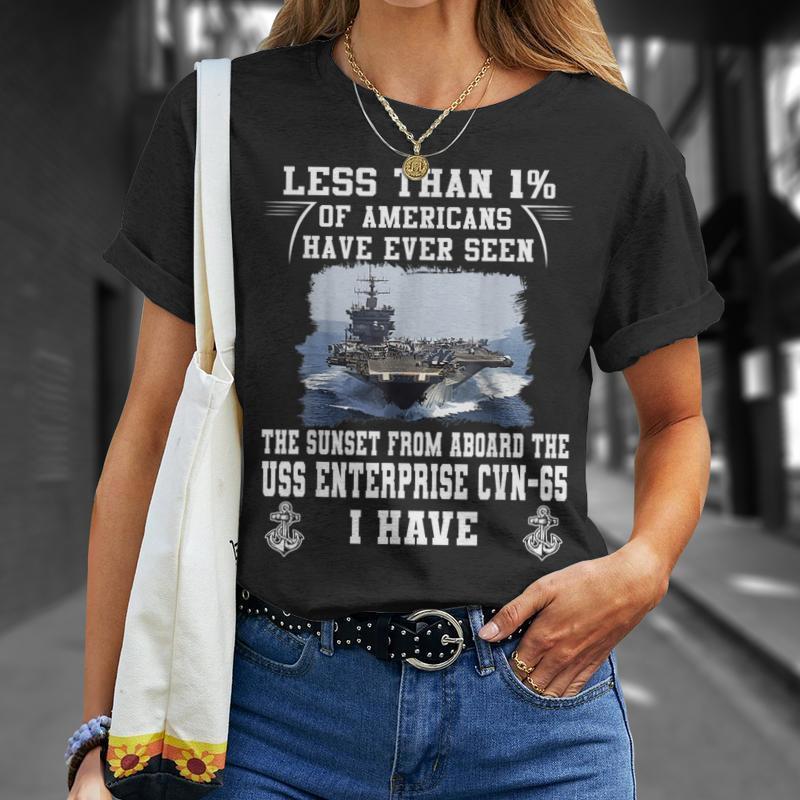 LESS THAN 1%
OF AMERICANS
HAVE EVER SEEN
THE SUNSET FROM ABOARD THE
USS ENTERPRISE CVN-65
I HAVE